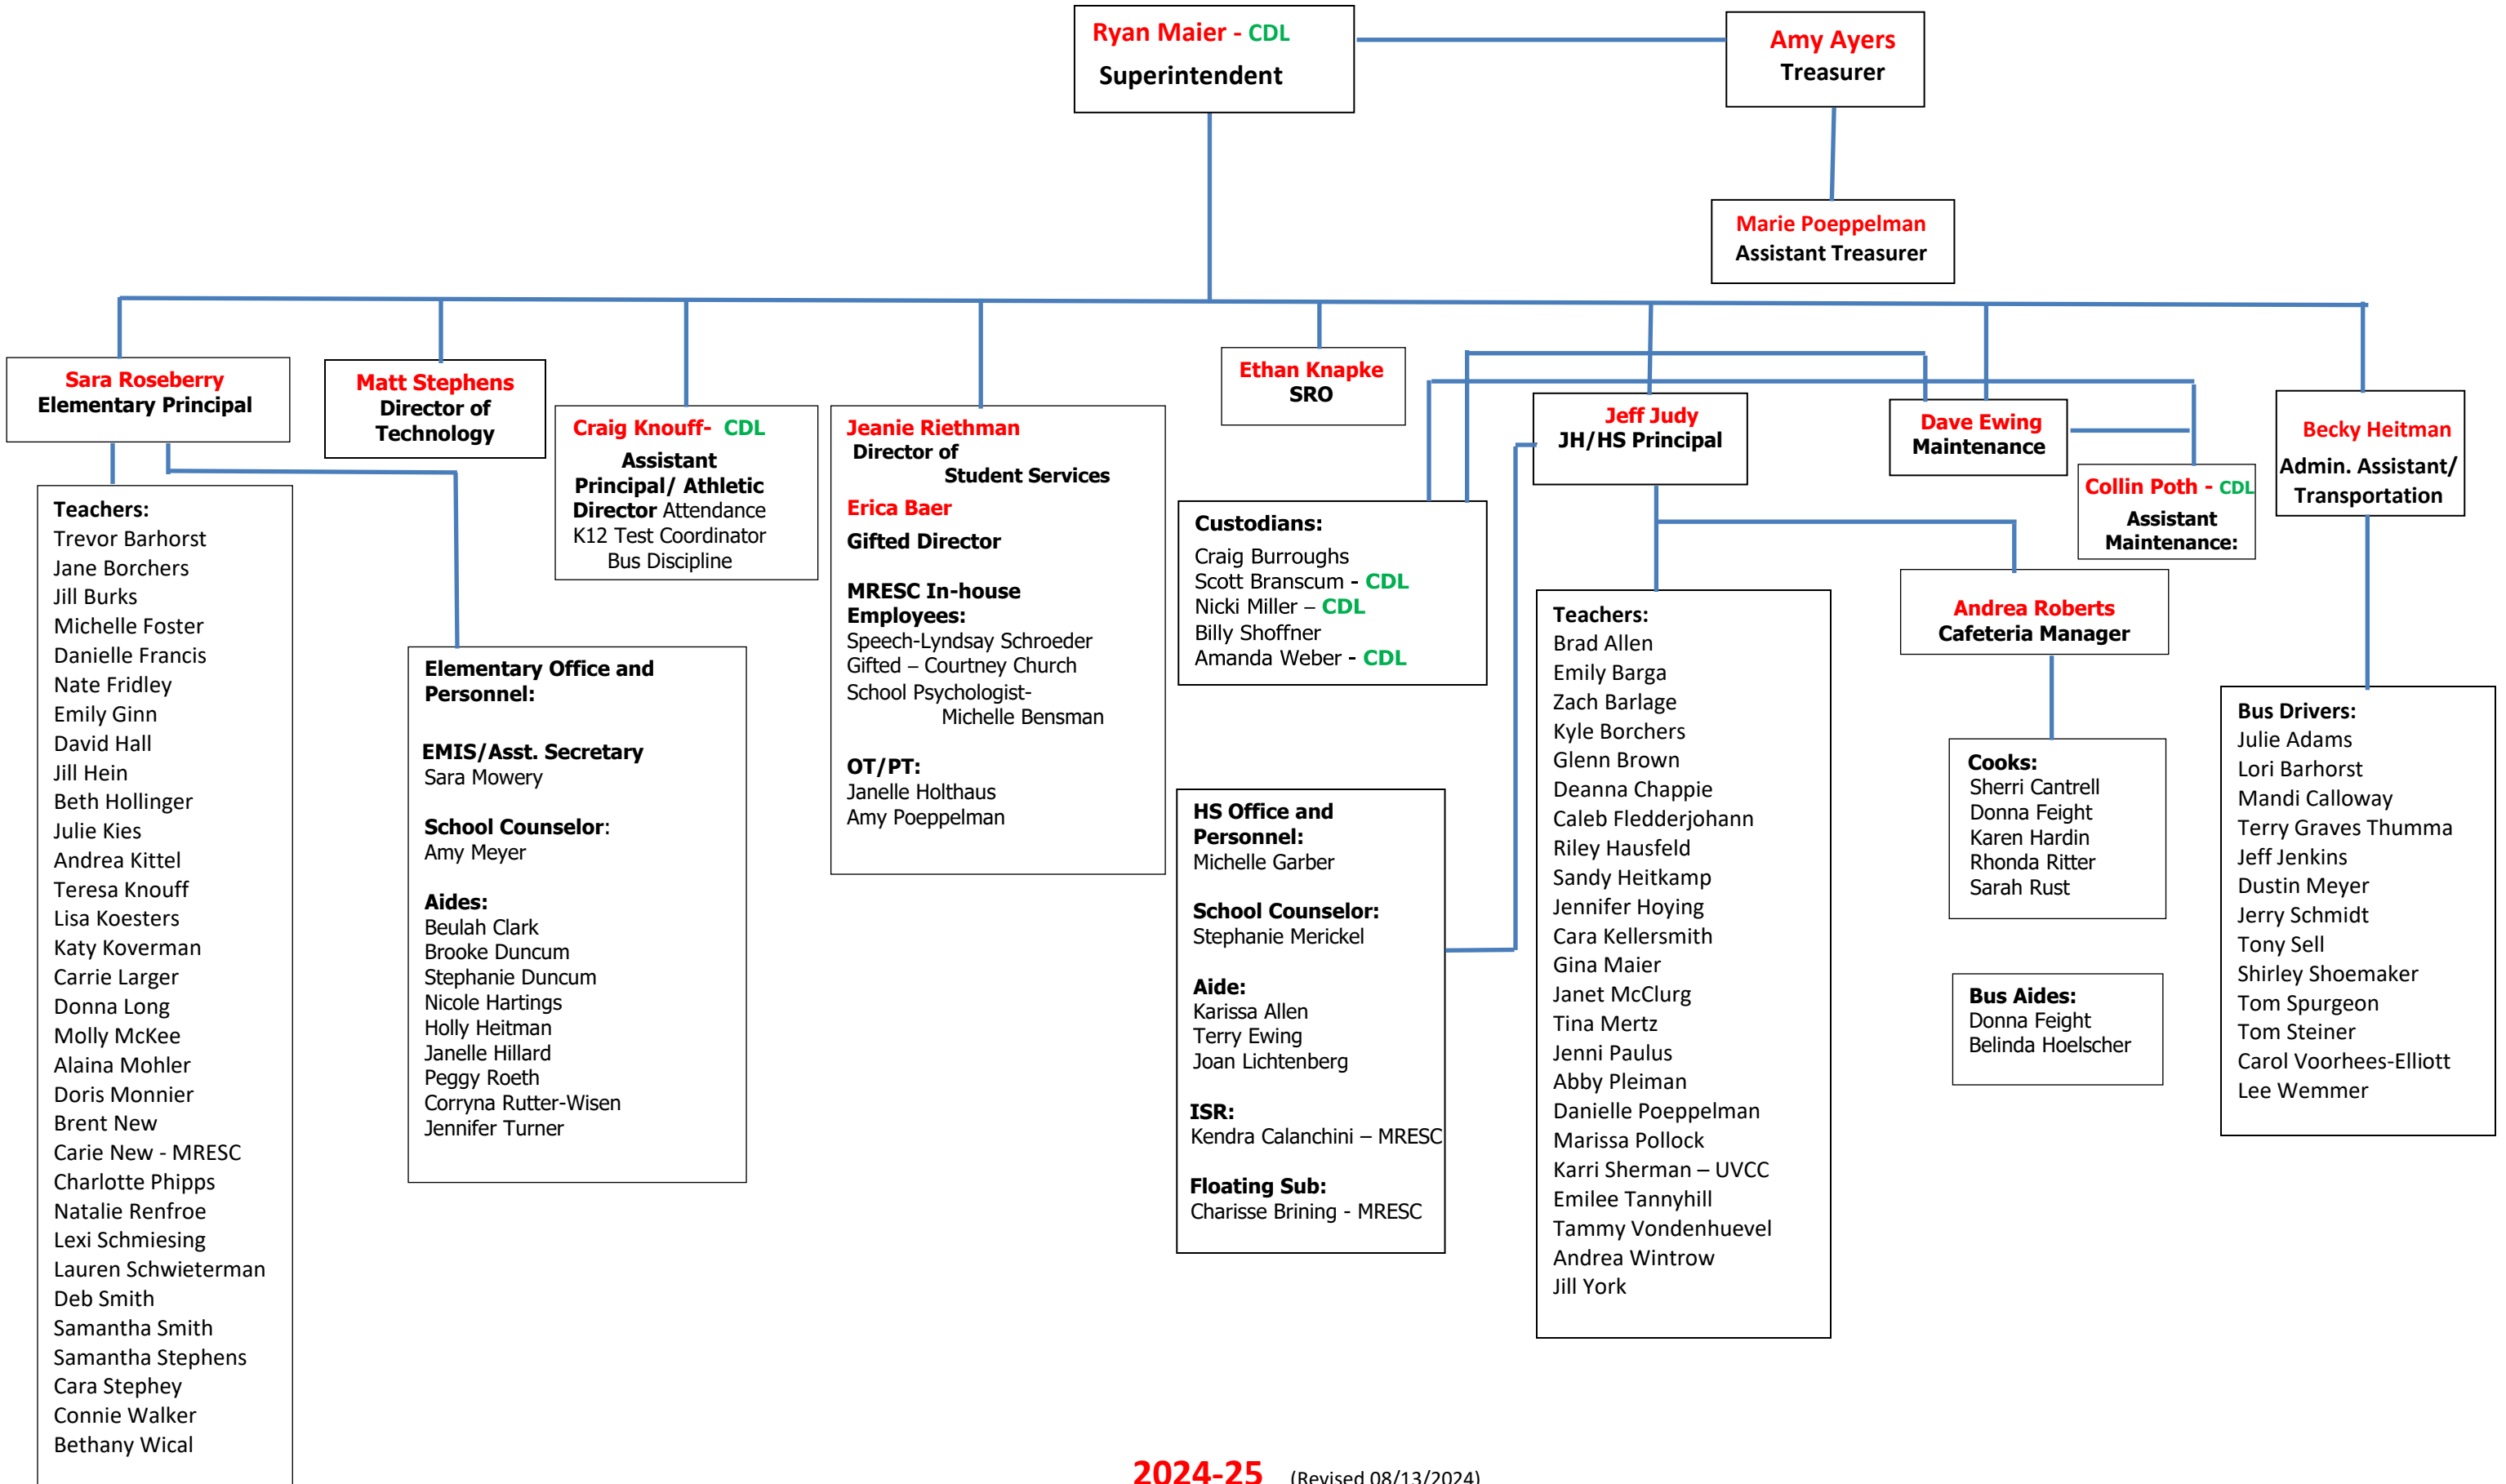 Ryan Maier - CDL
Superintendent
Amy Ayers
Treasurer
Marie Poeppelman
Assistant Treasurer
Sara Roseberry
Elementary Principal
Matt Stephens
Director of
Technology
Craig Knouff-  CDL
Assistant
Principal/ Athletic
Director Attendance
K12 Test Coordinator
Bus Discipline
Jeanie Riethman
Director of
Student Services
Erica Baer
Gifted Director
MRESC In-house
Employees:
Speech-Lyndsay Schroeder
Gifted – Courtney Church
School Psychologist-
Michelle Bensman
OT/PT:
Janelle Holthaus
Amy Poeppelman
Ethan Knapke
SRO
Jeff Judy
JH/HS Principal
Dave Ewing
Maintenance
Collin Poth - CDL
Assistant
Maintenance:
Becky Heitman
Admin. Assistant/
Transportation
Teachers:
Trevor Barhorst
Jane Borchers
Jill Burks
Michelle Foster
Danielle Francis
Nate Fridley
Emily Ginn
David Hall
Jill Hein
Beth Hollinger
Julie Kies
Andrea Kittel
Teresa Knouff
Lisa Koesters
Katy Koverman
Carrie Larger
Donna Long
Molly McKee
Alaina Mohler
Doris Monnier
Brent New
Carie New - MRESC
Charlotte Phipps
Natalie Renfroe
Lexi Schmiesing
Lauren Schwieterman
Deb Smith
Samantha Smith
Samantha Stephens
Cara Stephey
Connie Walker
Bethany Wical
Elementary Office and
Personnel:
EMIS/Asst. Secretary
Sara Mowery
School Counselor:
Amy Meyer
Aides:
Beulah Clark
Brooke Duncum
Stephanie Duncum
Nicole Hartings
Holly Heitman
Janelle Hillard
Peggy Roeth
Corryna Rutter-Wisen
Jennifer Turner
Custodians:
Craig Burroughs
Scott Branscum - CDL
Nicki Miller – CDL
Billy Shoffner
Amanda Weber - CDL
HS Office and
Personnel:
Michelle Garber
School Counselor:
Stephanie Merickel
Aide:
Karissa Allen
Terry Ewing
Joan Lichtenberg
ISR:
Kendra Calanchini – MRESC
Floating Sub:
Charisse Brining - MRESC
Teachers:
Brad Allen
Emily Barga
Zach Barlage
Kyle Borchers
Glenn Brown
Deanna Chappie
Caleb Fledderjohann
Riley Hausfeld
Sandy Heitkamp
Jennifer Hoying
Cara Kellersmith
Gina Maier
Janet McClurg
Tina Mertz
Jenni Paulus
Abby Pleiman
Danielle Poeppelman
Marissa Pollock
Karri Sherman – UVCC
Emilee Tannyhill
Tammy Vondenhuevel
Andrea Wintrow
Jill York
Andrea Roberts
Cafeteria Manager
Cooks:
Sherri Cantrell
Donna Feight
Karen Hardin
Rhonda Ritter
Sarah Rust
Bus Aides:
Donna Feight
Belinda Hoelscher
Bus Drivers:
Julie Adams
Lori Barhorst
Mandi Calloway
Terry Graves Thumma
Jeff Jenkins
Dustin Meyer
Jerry Schmidt
Tony Sell
Shirley Shoemaker
Tom Spurgeon
Tom Steiner
Carol Voorhees-Elliott
Lee Wemmer
2024-25 (Revised 08/13/2024)